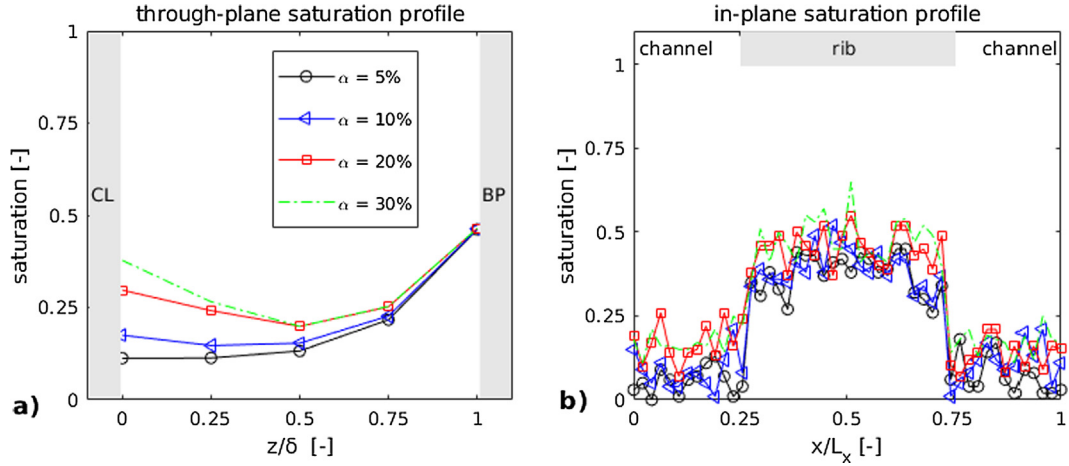 through-plane saturation profile
1
0.75
0.5
0.25
0
saturation [-]
CL
BP
α = 5%
α = 10%
α = 20%
α = 30%
0 0.25 0.5 0.75 1
z/δ [-]
a)
in-plane saturation profile
channel rib channel
1
0.75
0.5
0.25
0
saturation [-]
0 0.25 0.5 0.75 1
x/Lx [-]
b)